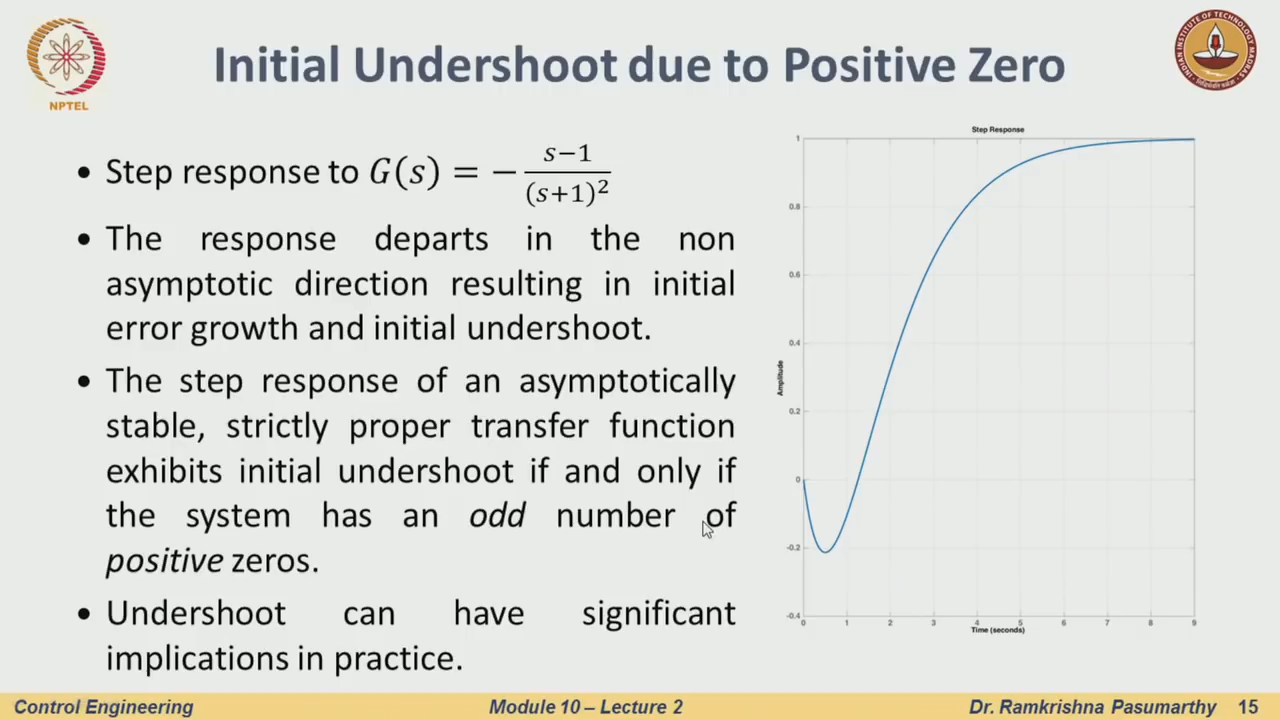 Initial Undershoot due to Positive Zero
NPTEL
INDIAN INSTITUTE OF TECHNOLOGY MADRAS
• Step response to G(s) = − s−1 / (s+1)²
• The response departs in the non
asymptotic direction resulting in initial
error growth and initial undershoot.
• The step response of an asymptotically
stable, strictly proper transfer function
exhibits initial undershoot if and only if
the system has an odd number of
positive zeros.
• Undershoot can have significant
implications in practice.
Step Response
1
0.8
0.6
0.4
0.2
0
-0.2
-0.4
Amplitude
0 1 2 3 4 5 6 7 8 9
Time (seconds)
Control Engineering Module 10 – Lecture 2 Dr. Ramkrishna Pasumarthy 15